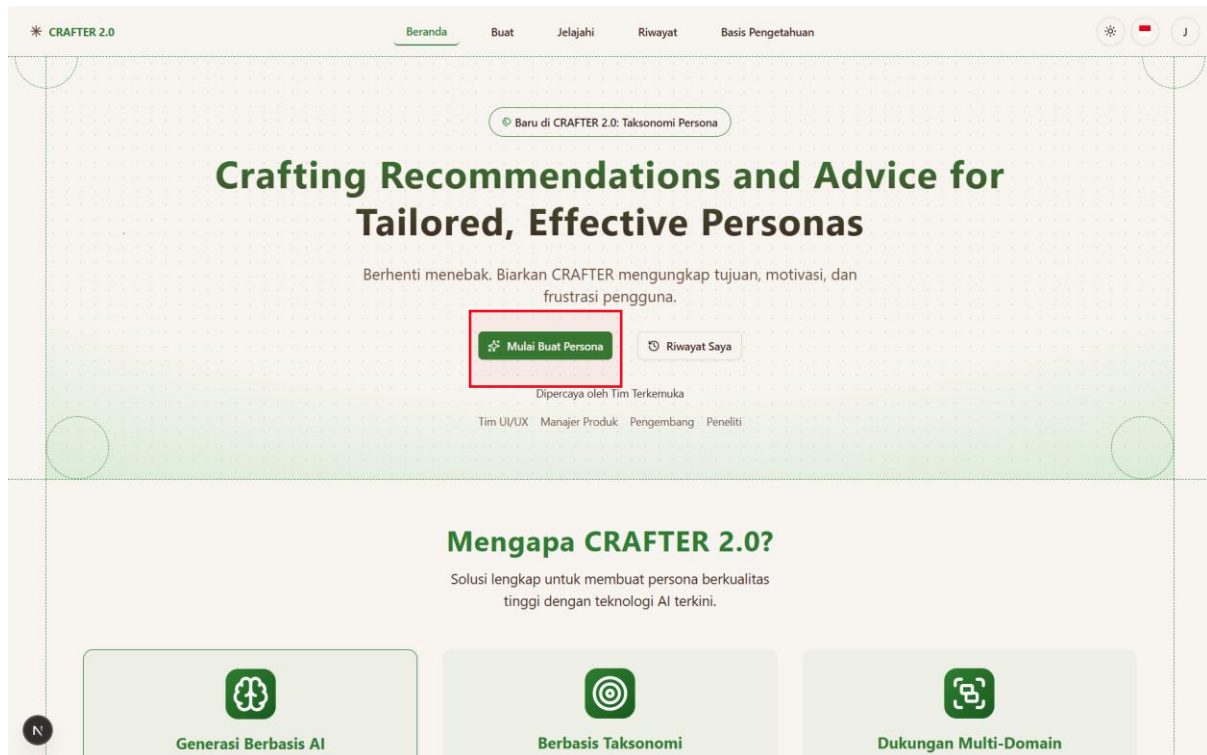 CRAFTER 2.0
Beranda Buat Jelajahi Riwayat Basis Pengetahuan
J
Baru di CRAFTER 2.0: Taksonomi Persona
Crafting Recommendations and Advice for
Tailored, Effective Personas
Berhenti menebak. Biarkan CRAFTER mengungkap tujuan, motivasi, dan
frustrasi pengguna.
Mulai Buat Persona
Riwayat Saya
Dipercaya oleh Tim Terkemuka
Tim UI/UX Manajer Produk Pengembang Peneliti
Mengapa CRAFTER 2.0?
Solusi lengkap untuk membuat persona berkualitas
tinggi dengan teknologi AI terkini.
N
Generasi Berbasis AI
Berbasis Taksonomi
Dukungan Multi-Domain